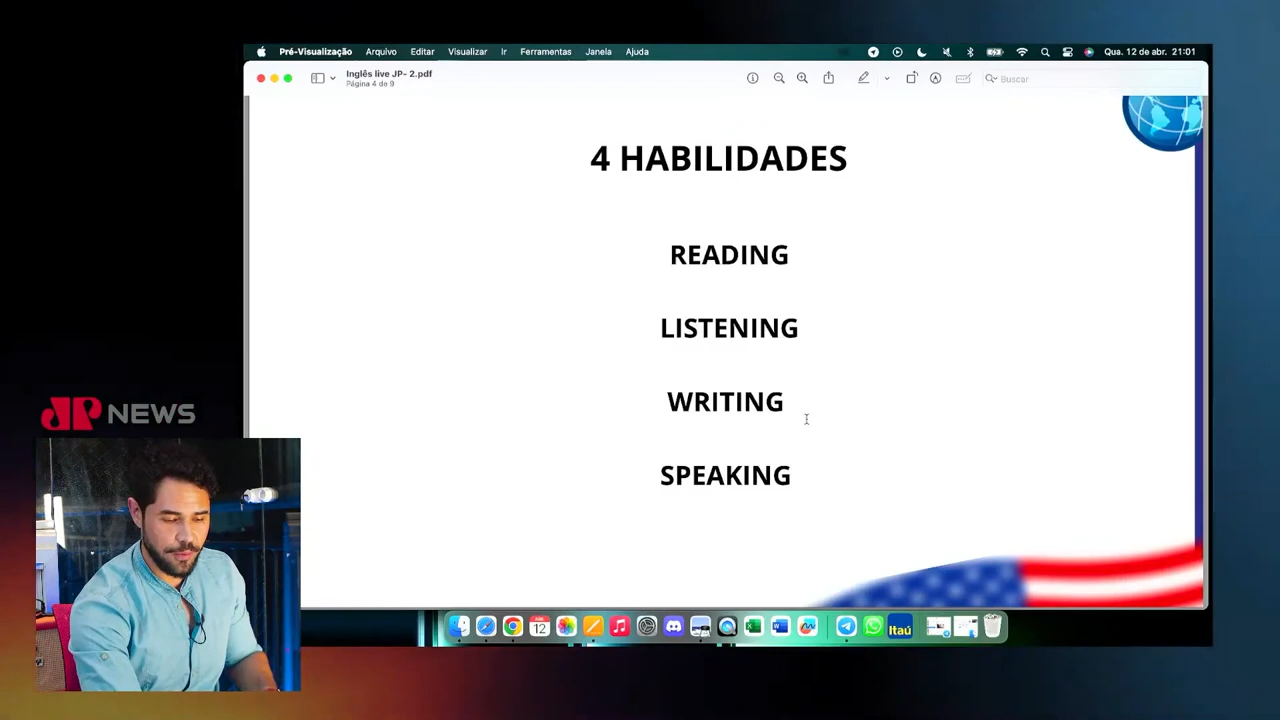 Pré-Visualização Arquivo Editar Visualizar Ir Ferramentas Janela Ajuda Qua. 12 de abr. 21:01
Inglês live JP- 2.pdf
Página 4 de 9
Buscar
4 HABILIDADES
READING
LISTENING
WRITING
SPEAKING
JP NEWS
12
Itaú